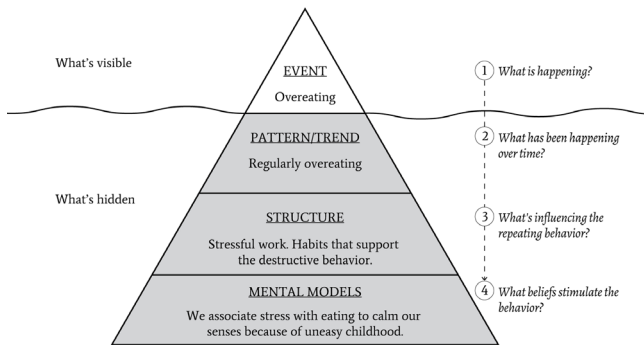 What's visible
EVENT
Overeating
1 What is happening?
PATTERN/TREND
Regularly overeating
2 What has been happening
over time?
What's hidden
STRUCTURE
Stressful work. Habits that support
the destructive behavior.
3 What's influencing the
repeating behavior?
MENTAL MODELS
We associate stress with eating to calm our
senses because of uneasy childhood.
4 What beliefs stimulate the
behavior?